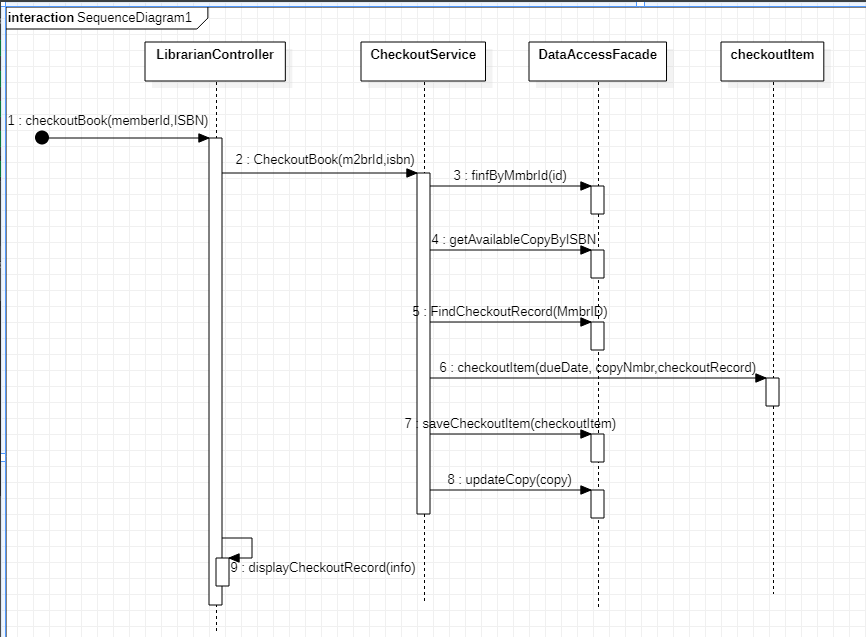 interaction SequenceDiagram1
LibrarianController
CheckoutService
DataAccessFacade
checkoutItem
1 : checkoutBook(memberId,ISBN)
2 : CheckoutBook(m2brId,isbn)
3 : finfByMmbrId(id)
4 : getAvailableCopyByISBN
5 : FindCheckoutRecord(MmbrID)
6 : checkoutItem(dueDate, copyNmbr,checkoutRecord)
7 : saveCheckoutItem(checkoutItem)
8 : updateCopy(copy)
9 : displayCheckoutRecord(info)